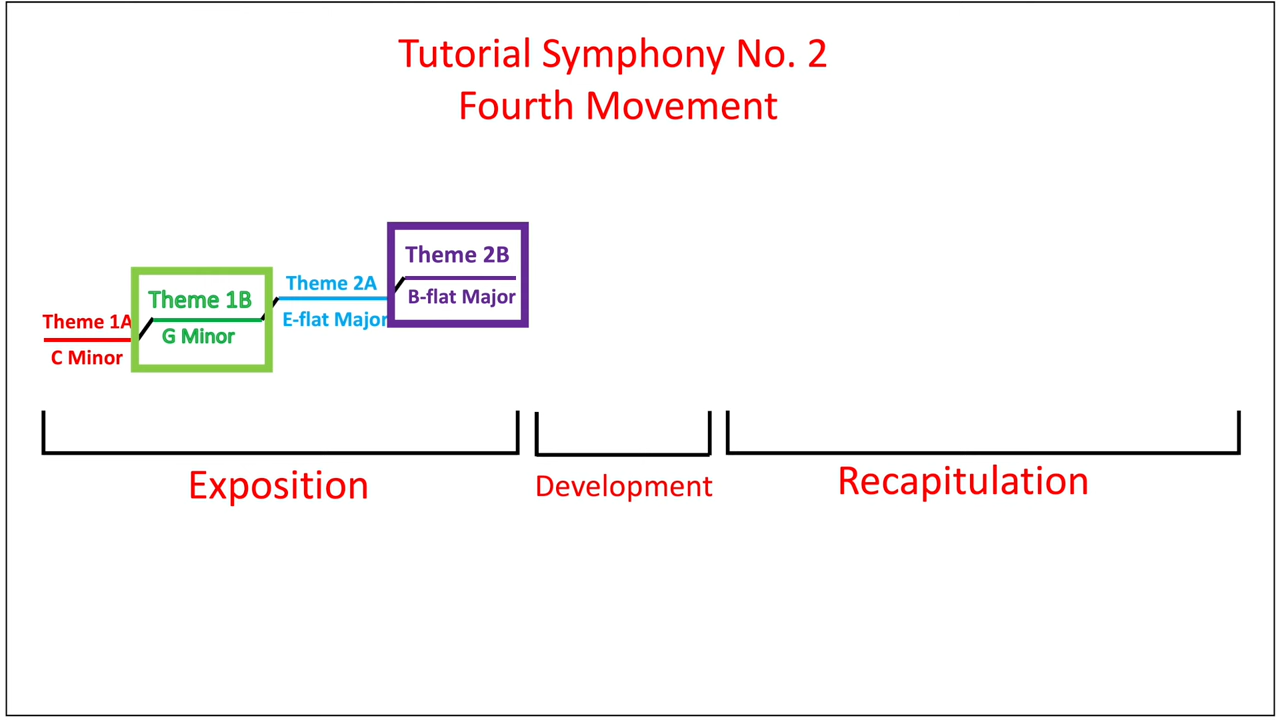 Tutorial Symphony No. 2
Fourth Movement
Theme 1A
C Minor
Theme 1B
G Minor
Theme 2A
E-flat Major
Theme 2B
B-flat Major
Exposition
Development
Recapitulation